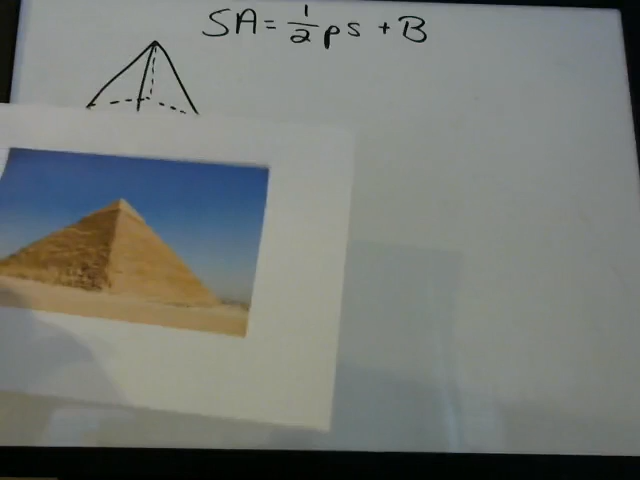 SA = 1/2 ps + B